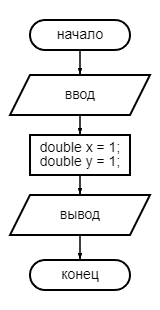 начало
ввод
double x = 1;
double y = 1;
вывод
конец